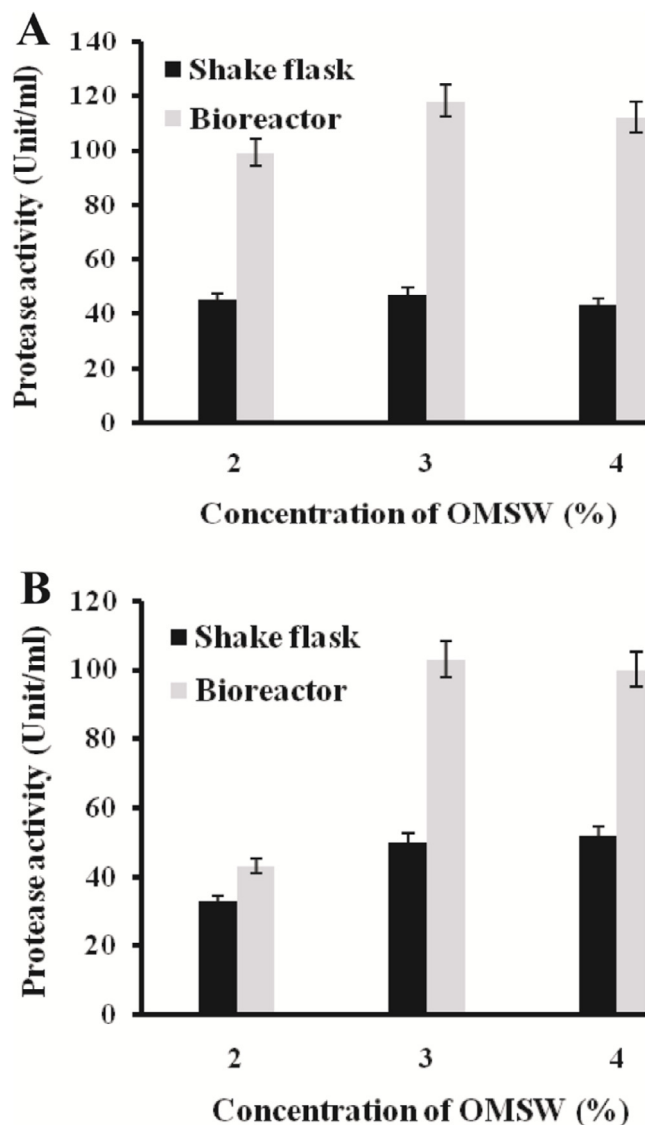 A
Protease activity (Unit/ml)
140
120
100
80
60
40
20
0
Shake flask
Bioreactor
2 3 4
Concentration of OMSW (%)
B
Protease activity (Unit/ml)
120
100
80
60
40
20
0
Shake flask
Bioreactor
2 3 4
Concentration of OMSW (%)